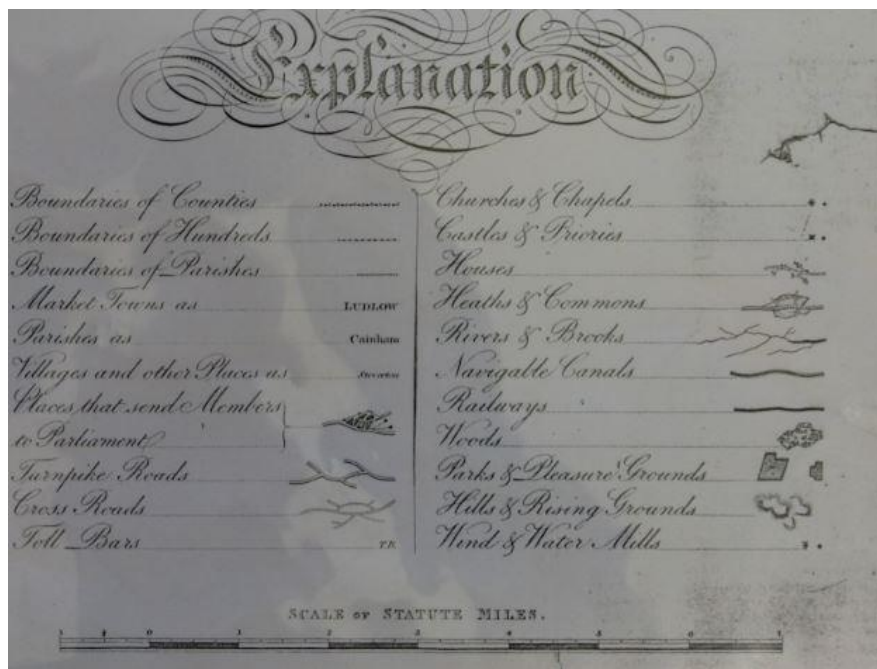 Explanation
Boundaries of Counties
Boundaries of Hundreds
Boundaries of Parishes
Market Towns as LUDLOW
Parishes as Cainham
Villages and other Places as
Places that send Members
to Parliament
Turnpike Roads
Cross Roads
Toll Bars T.B.
Churches & Chapels
Castles & Priories
Houses
Heaths & Commons
Rivers & Brooks
Navigable Canals
Railways
Woods
Parks & Pleasure Grounds
Hills & Rising Grounds
Wind & Water Mills
SCALE OF STATUTE MILES.